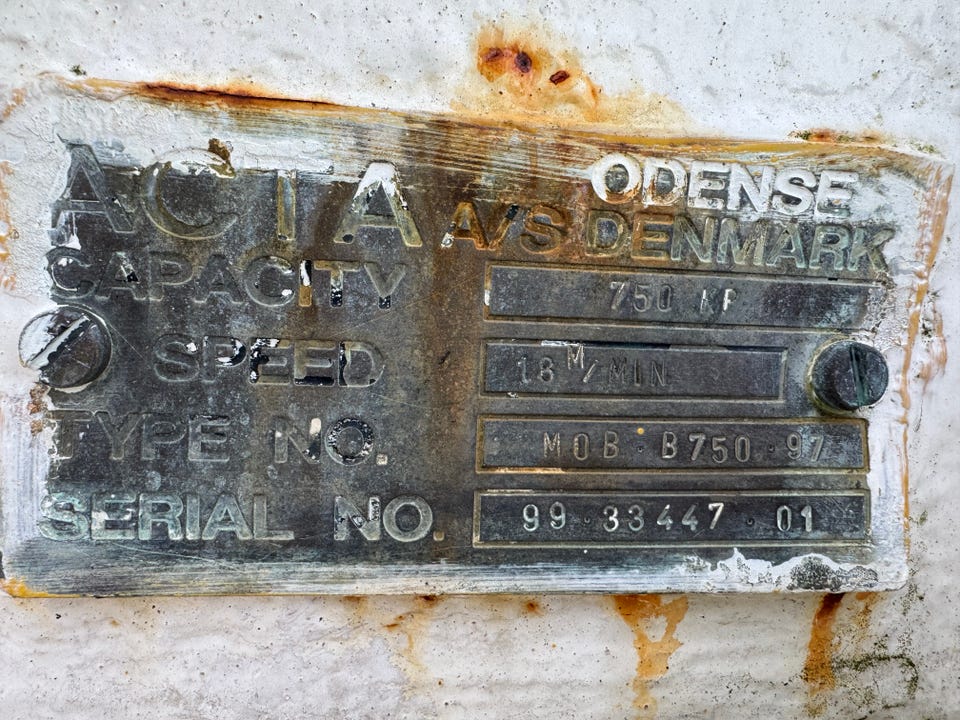 ACTA A/S ODENSE
DENMARK
CAPACITY 750 KP
SPEED 18 M/MIN
TYPE NO. MOB·B750·97
SERIAL NO. 99·33447·01